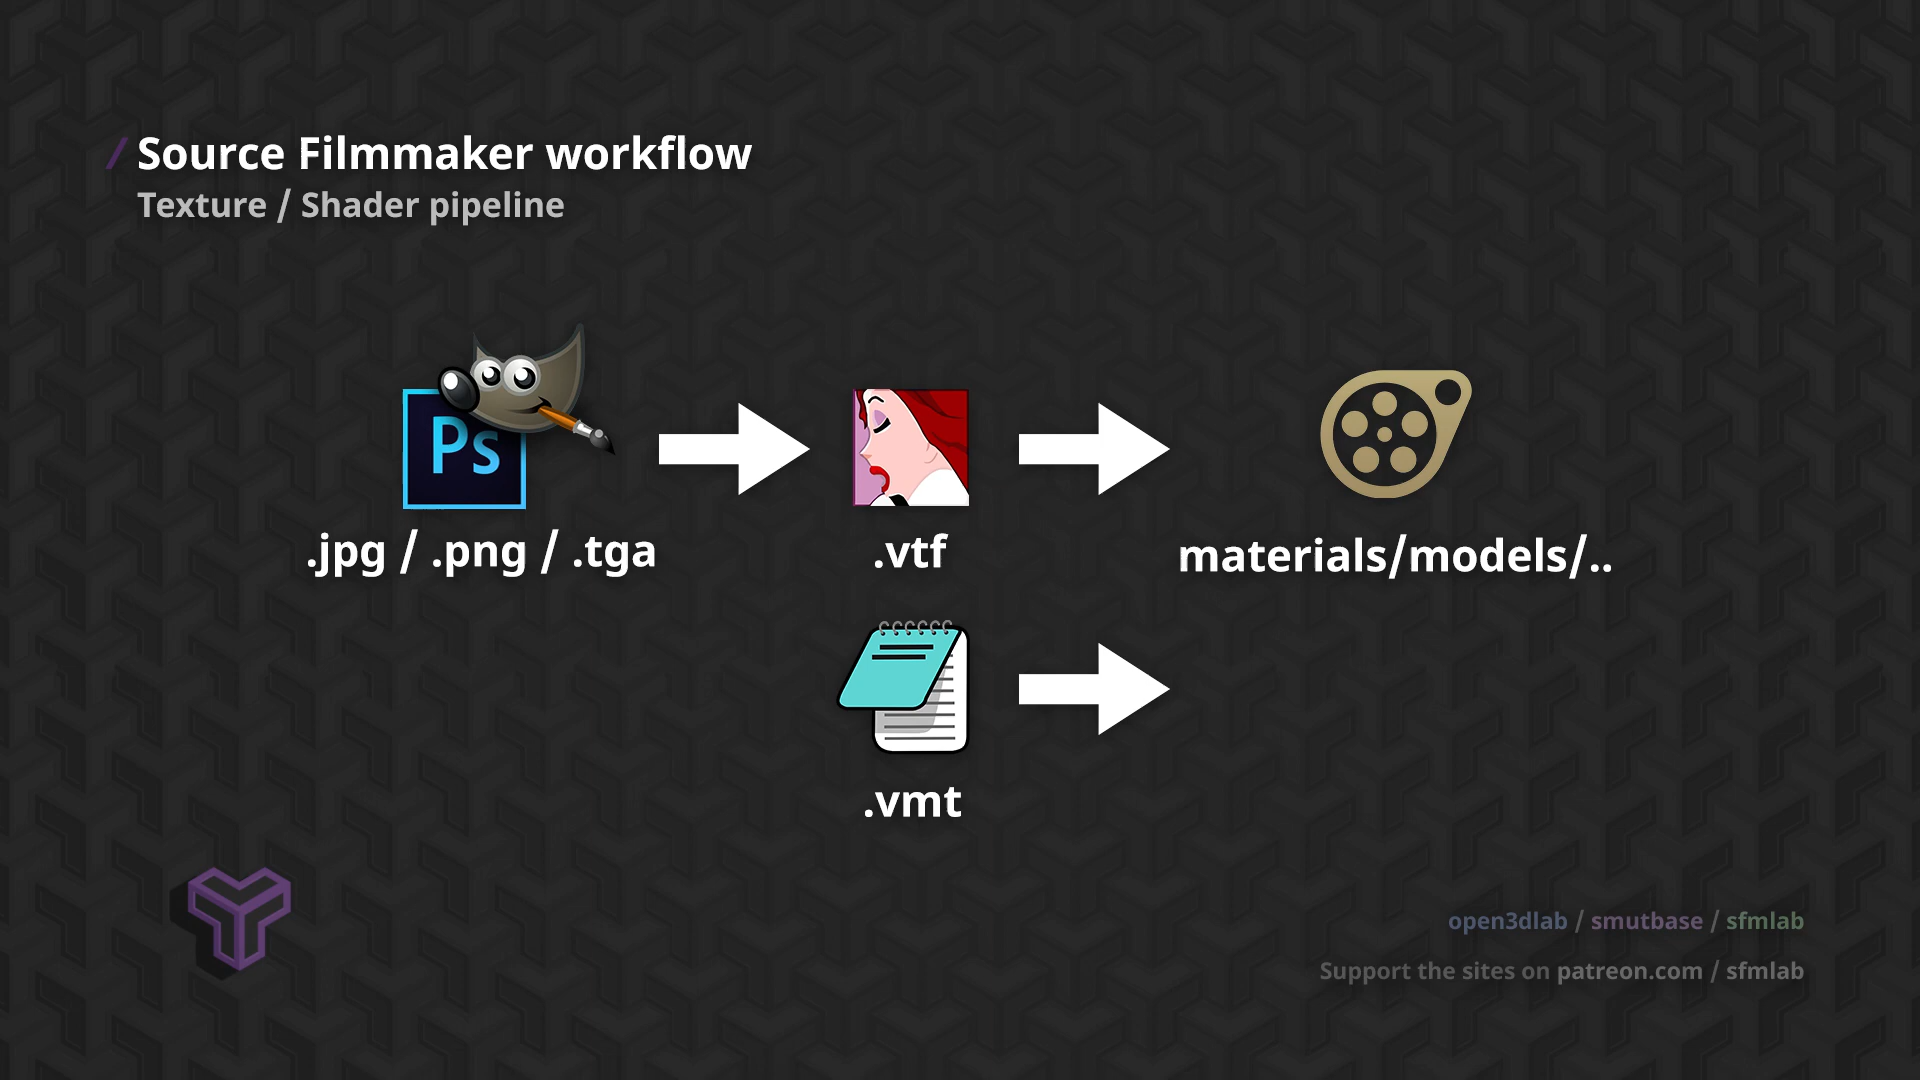 / Source Filmmaker workflow
Texture / Shader pipeline
Ps
.jpg / .png / .tga
.vtf
materials/models/..
.vmt
open3dlab / smutbase / sfmlab
Support the sites on patreon.com / sfmlab